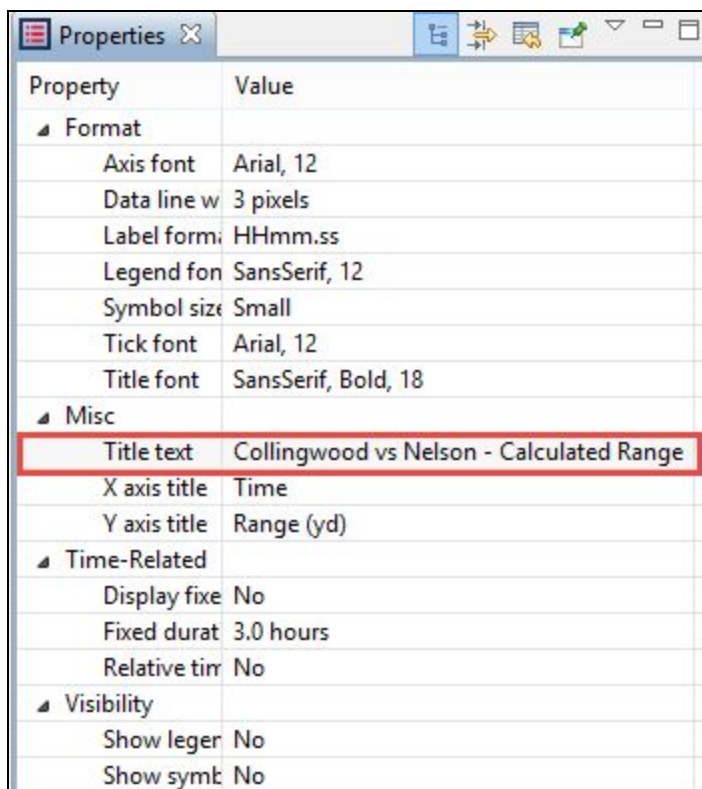 Properties
Property Value
Format
Axis font Arial, 12
Data line w 3 pixels
Label forma HHmm.ss
Legend fon SansSerif, 12
Symbol size Small
Tick font Arial, 12
Title font SansSerif, Bold, 18
Misc
Title text Collingwood vs Nelson - Calculated Range
X axis title Time
Y axis title Range (yd)
Time-Related
Display fixe No
Fixed durat 3.0 hours
Relative tim No
Visibility
Show leger No
Show symb No